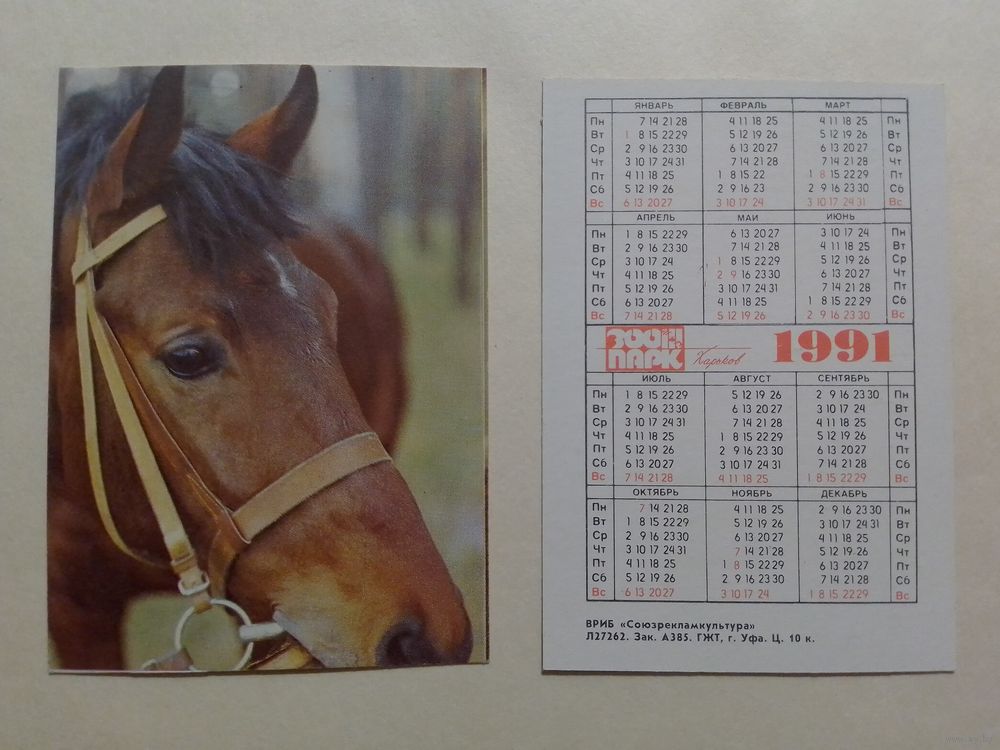 ЯНВАРЬ ФЕВРАЛЬ МАРТ
Пн 7 14 21 28 4 11 18 25 4 11 18 25 Пн
Вт 1 8 15 22 29 5 12 19 26 5 12 19 26 Вт
Ср 2 9 16 23 30 6 13 20 27 6 13 20 27 Ср
Чт 3 10 17 24 31 7 14 21 28 7 14 21 28 Чт
Пт 4 11 18 25 1 8 15 22 1 8 15 22 29 Пт
Сб 5 12 19 26 2 9 16 23 2 9 16 23 30 Сб
Вс 6 13 20 27 3 10 17 24 3 10 17 24 31 Вс
АПРЕЛЬ МАЙ ИЮНЬ
Пн 1 8 15 22 29 6 13 20 27 3 10 17 24 Пн
Вт 2 9 16 23 30 7 14 21 28 4 11 18 25 Вт
Ср 3 10 17 24 1 8 15 22 29 5 12 19 26 Ср
Чт 4 11 18 25 2 9 16 23 30 6 13 20 27 Чт
Пт 5 12 19 26 3 10 17 24 31 7 14 21 28 Пт
Сб 6 13 20 27 4 11 18 25 1 8 15 22 29 Сб
Вс 7 14 21 28 5 12 19 26 2 9 16 23 30 Вс
ЗОО
ПАРК Харьков 1991
ИЮЛЬ АВГУСТ СЕНТЯБРЬ
Пн 1 8 15 22 29 5 12 19 26 2 9 16 23 30 Пн
Вт 2 9 16 23 30 6 13 20 27 3 10 17 24 Вт
Ср 3 10 17 24 31 7 14 21 28 4 11 18 25 Ср
Чт 4 11 18 25 1 8 15 22 29 5 12 19 26 Чт
Пт 5 12 19 26 2 9 16 23 30 6 13 20 27 Пт
Сб 6 13 20 27 3 10 17 24 31 7 14 21 28 Сб
Вс 7 14 21 28 4 11 18 25 1 8 15 22 29 Вс
ОКТЯБРЬ НОЯБРЬ ДЕКАБРЬ
Пн 7 14 21 28 4 11 18 25 2 9 16 23 30 Пн
Вт 1 8 15 22 29 5 12 19 26 3 10 17 24 31 Вт
Ср 2 9 16 23 30 6 13 20 27 4 11 18 25 Ср
Чт 3 10 17 24 31 7 14 21 28 5 12 19 26 Чт
Пт 4 11 18 25 1 8 15 22 29 6 13 20 27 Пт
Сб 5 12 19 26 2 9 16 23 30 7 14 21 28 Сб
Вс 6 13 20 27 3 10 17 24 1 8 15 22 29 Вс
ВРИБ «Союзрекламкультура»
Л27262. Зак. А385. ГЖТ, г. Уфа. Ц. 10 к.